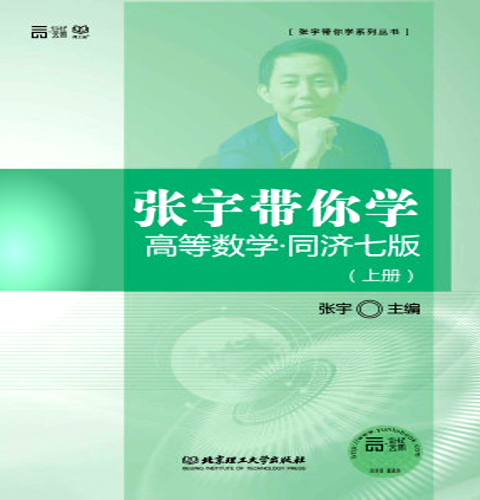 [ 张宇带你学系列丛书 ]
张宇带你学
高等数学·同济七版
(上册)
张宇 主编
北京理工大学出版社
BEIJING INSTITUTE OF TECHNOLOGY PRESS